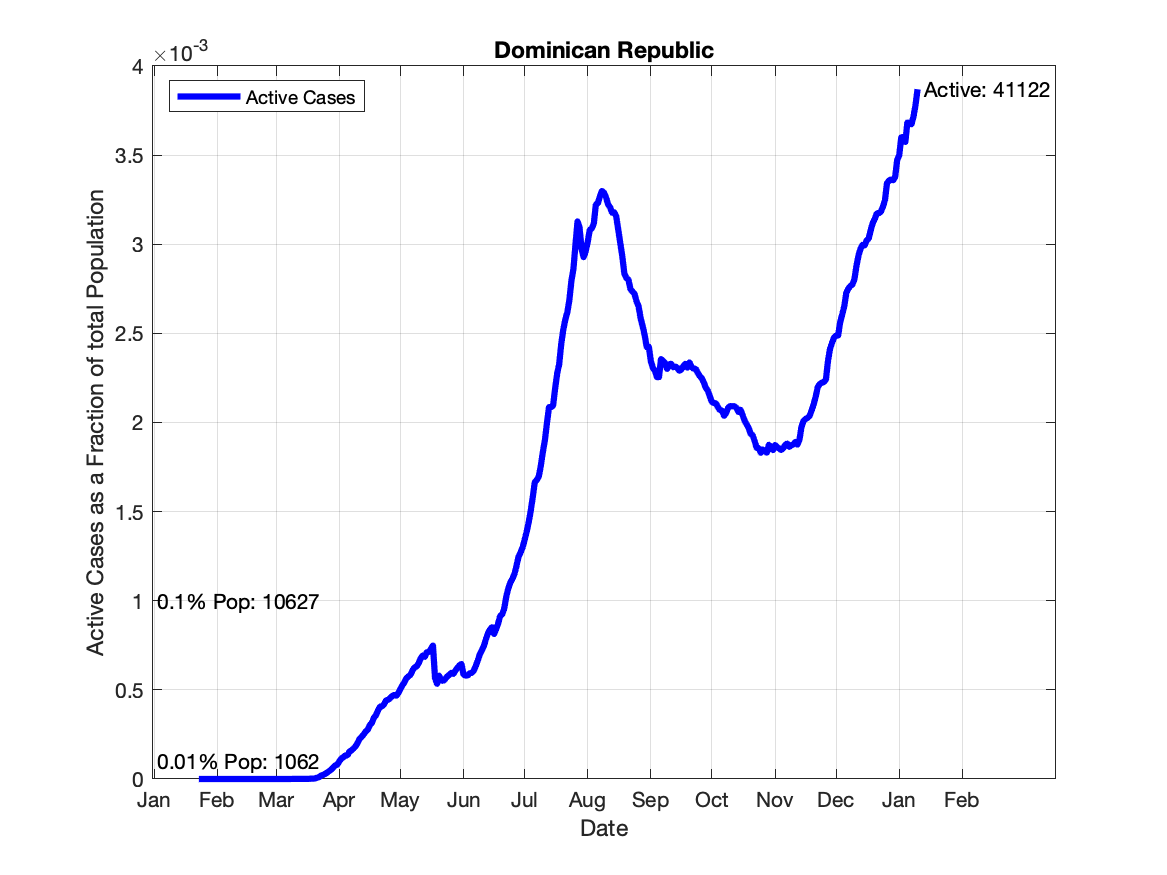 Dominican Republic
×10-3
Active Cases
Active: 41122
4
3.5
3
2.5
2
1.5
1
0.5
0
0.1% Pop: 10627
0.01% Pop: 1062
Active Cases as a Fraction of total Population
Jan Feb Mar Apr May Jun Jul Aug Sep Oct Nov Dec Jan Feb
Date